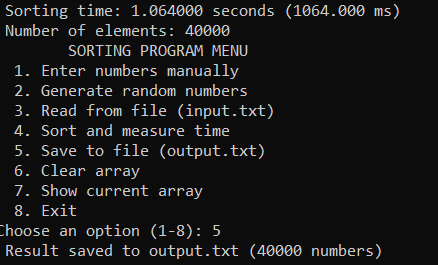 Sorting time: 1.064000 seconds (1064.000 ms)
Number of elements: 40000
SORTING PROGRAM MENU
1. Enter numbers manually
2. Generate random numbers
3. Read from file (input.txt)
4. Sort and measure time
5. Save to file (output.txt)
6. Clear array
7. Show current array
8. Exit
Choose an option (1-8): 5
Result saved to output.txt (40000 numbers)